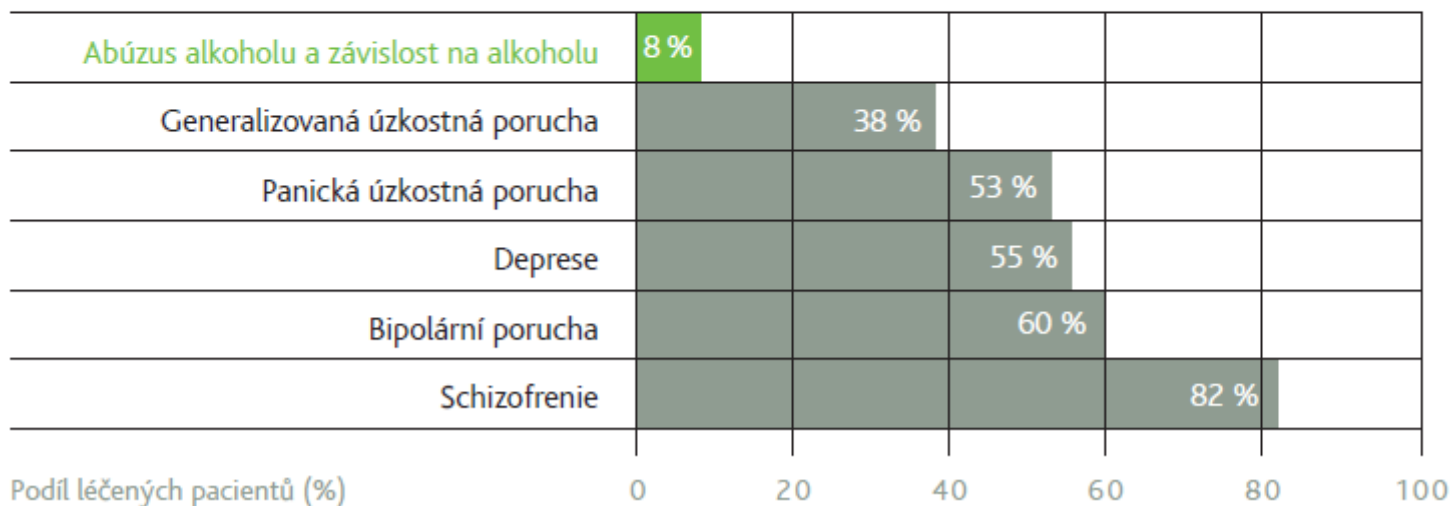 Abúzus alkoholu a závislost na alkoholu 8 %
Generalizovaná úzkostná porucha 38 %
Panická úzkostná porucha 53 %
Deprese 55 %
Bipolární porucha 60 %
Schizofrenie 82 %
Podíl léčených pacientů (%) 0 20 40 60 80 100